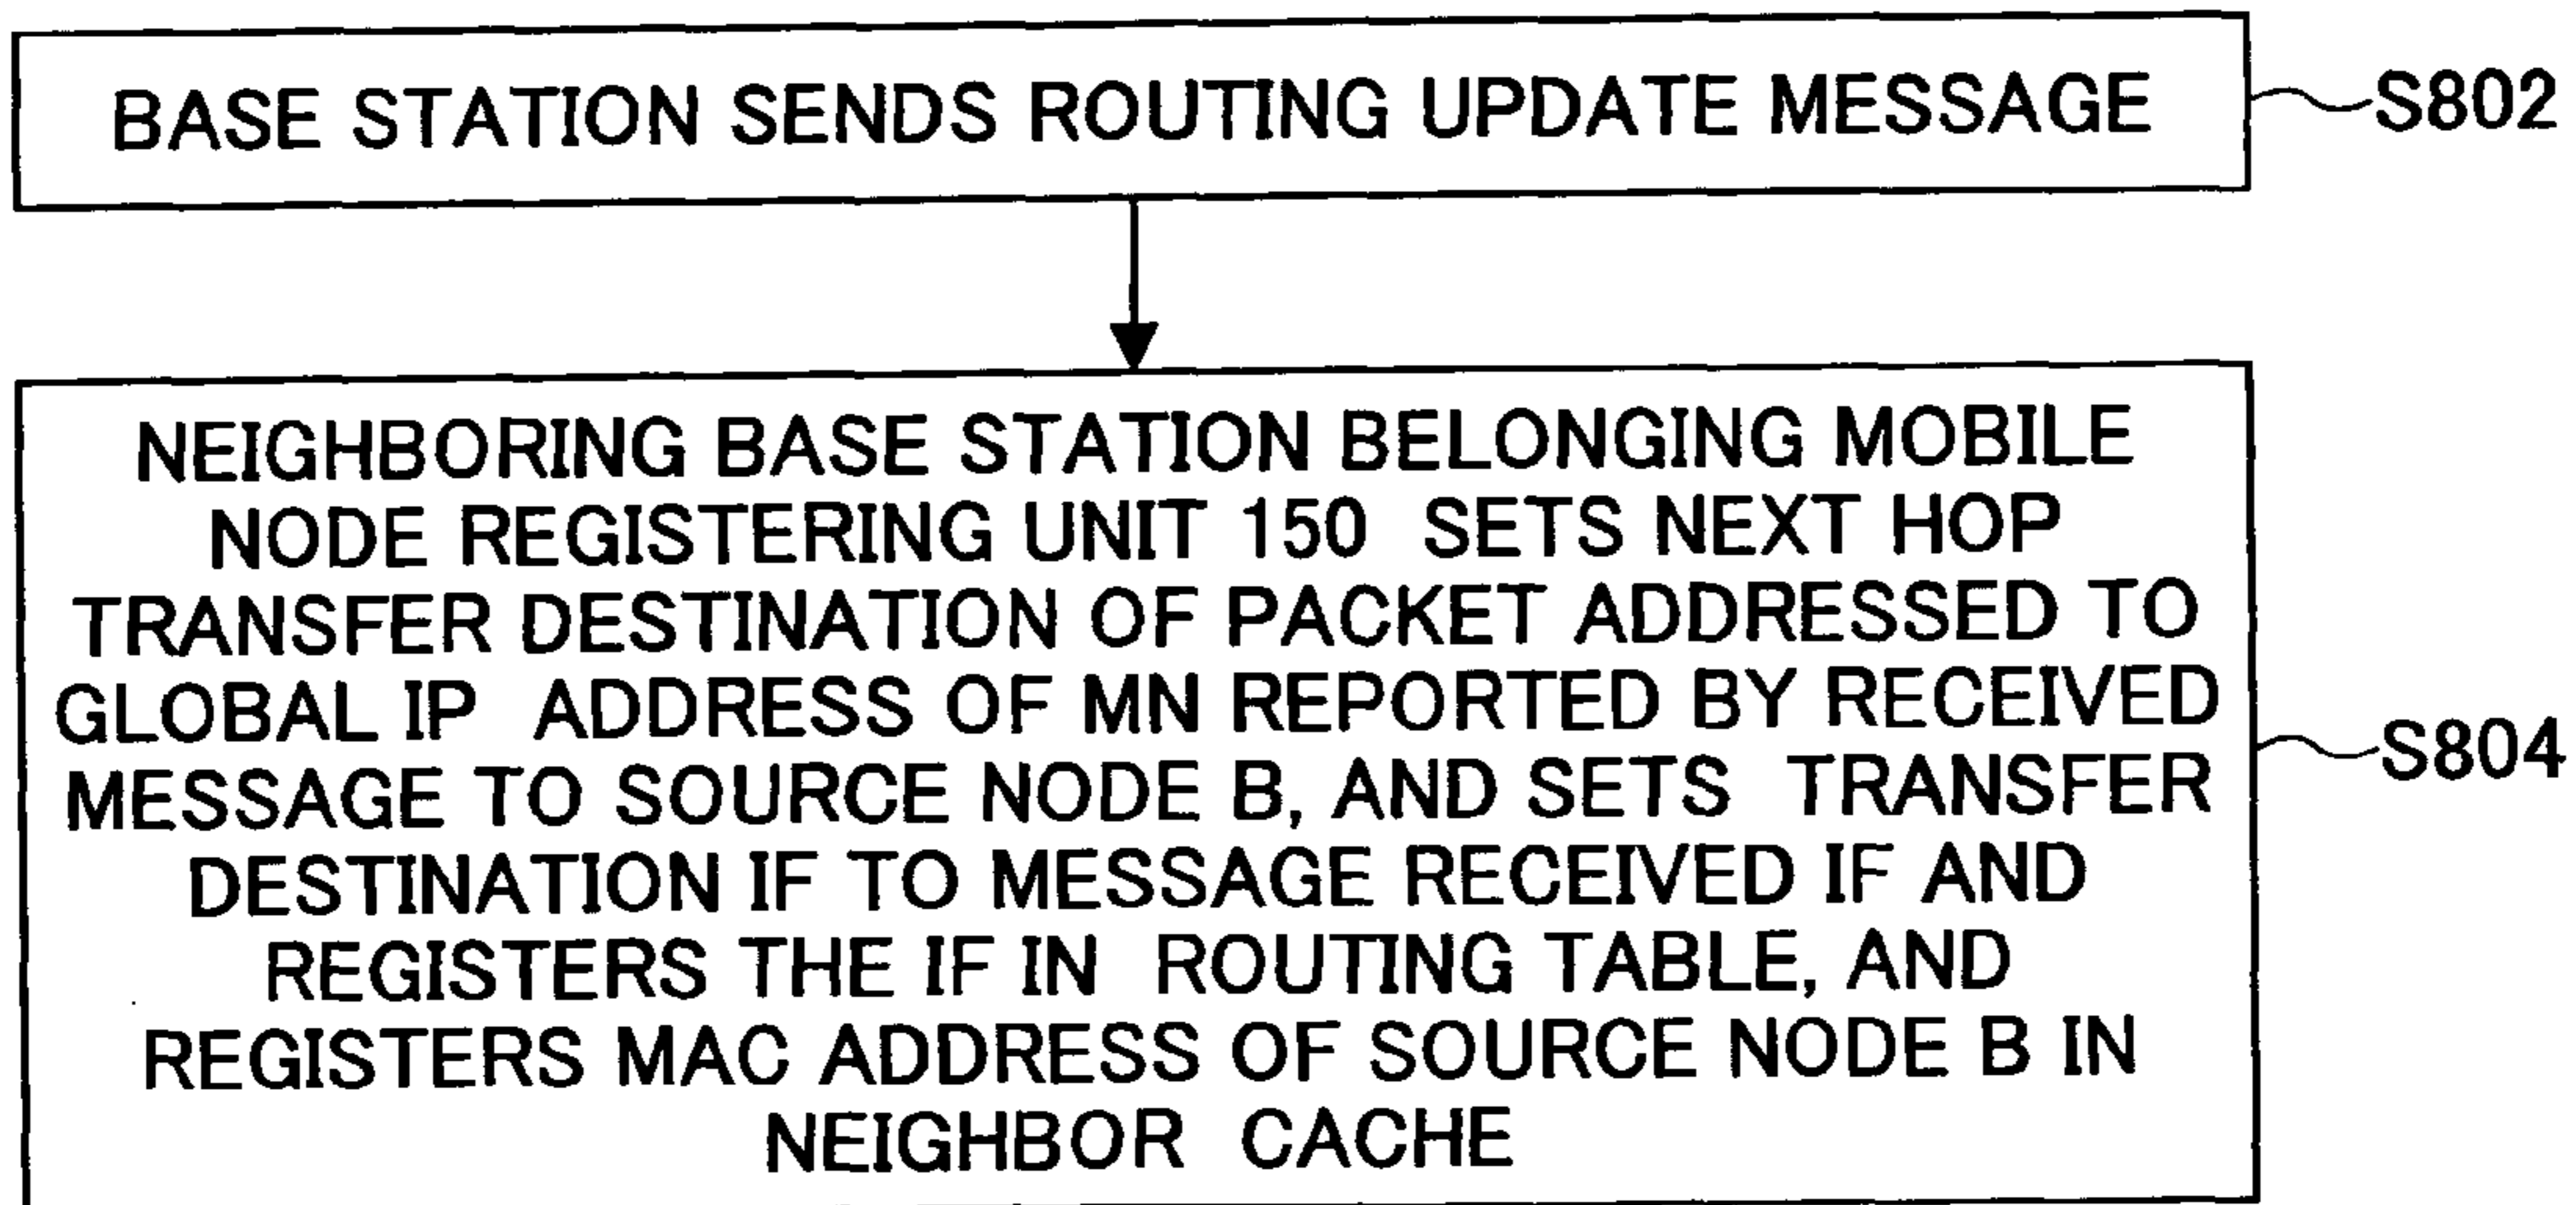 BASE STATION SENDS ROUTING UPDATE MESSAGE
S802
NEIGHBORING BASE STATION BELONGING MOBILE
NODE REGISTERING UNIT 150 SETS NEXT HOP
TRANSFER DESTINATION OF PACKET ADDRESSED TO
GLOBAL IP ADDRESS OF MN REPORTED BY RECEIVED
MESSAGE TO SOURCE NODE B, AND SETS TRANSFER
DESTINATION IF TO MESSAGE RECEIVED IF AND
REGISTERS THE IF IN ROUTING TABLE, AND
REGISTERS MAC ADDRESS OF SOURCE NODE B IN
NEIGHBOR CACHE
S804